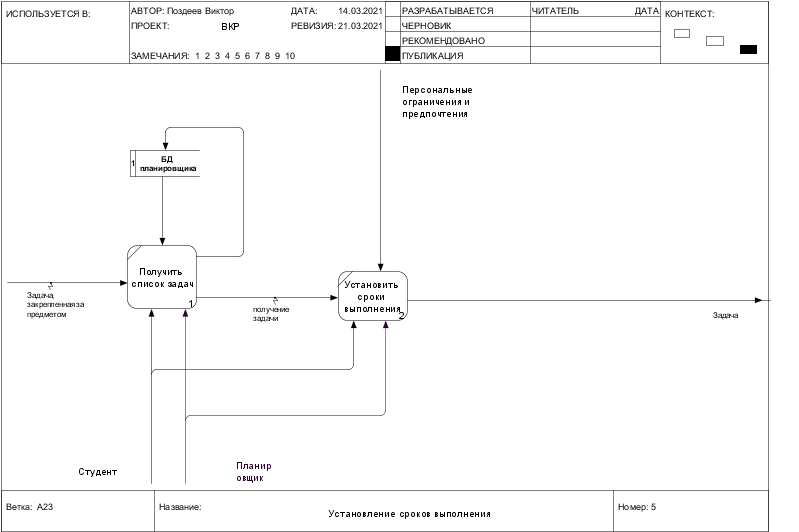 ИСПОЛЬЗУЕТСЯ В:
АВТОР: Поздеев Виктор
ДАТА: 14.03.2021
ПРОЕКТ: ВКР
РЕВИЗИЯ: 21.03.2021
ЗАМЕЧАНИЯ: 1 2 3 4 5 6 7 8 9 10
РАЗРАБАТЫВАЕТСЯ
ЧЕРНОВИК
РЕКОМЕНДОВАНО
ПУБЛИКАЦИЯ
ЧИТАТЕЛЬ ДАТА
КОНТЕКСТ:
Персональные
ограничения и
предпочтения
1
БД
планировщика
Получить
список задач
1
Задача,
закрепленная за
предметом
получение
задачи
Установить
сроки
выполнения
2
Задача
Студент
Планир
овщик
Ветка: A23
Название:
Установление сроков выполнения
Номер: 5